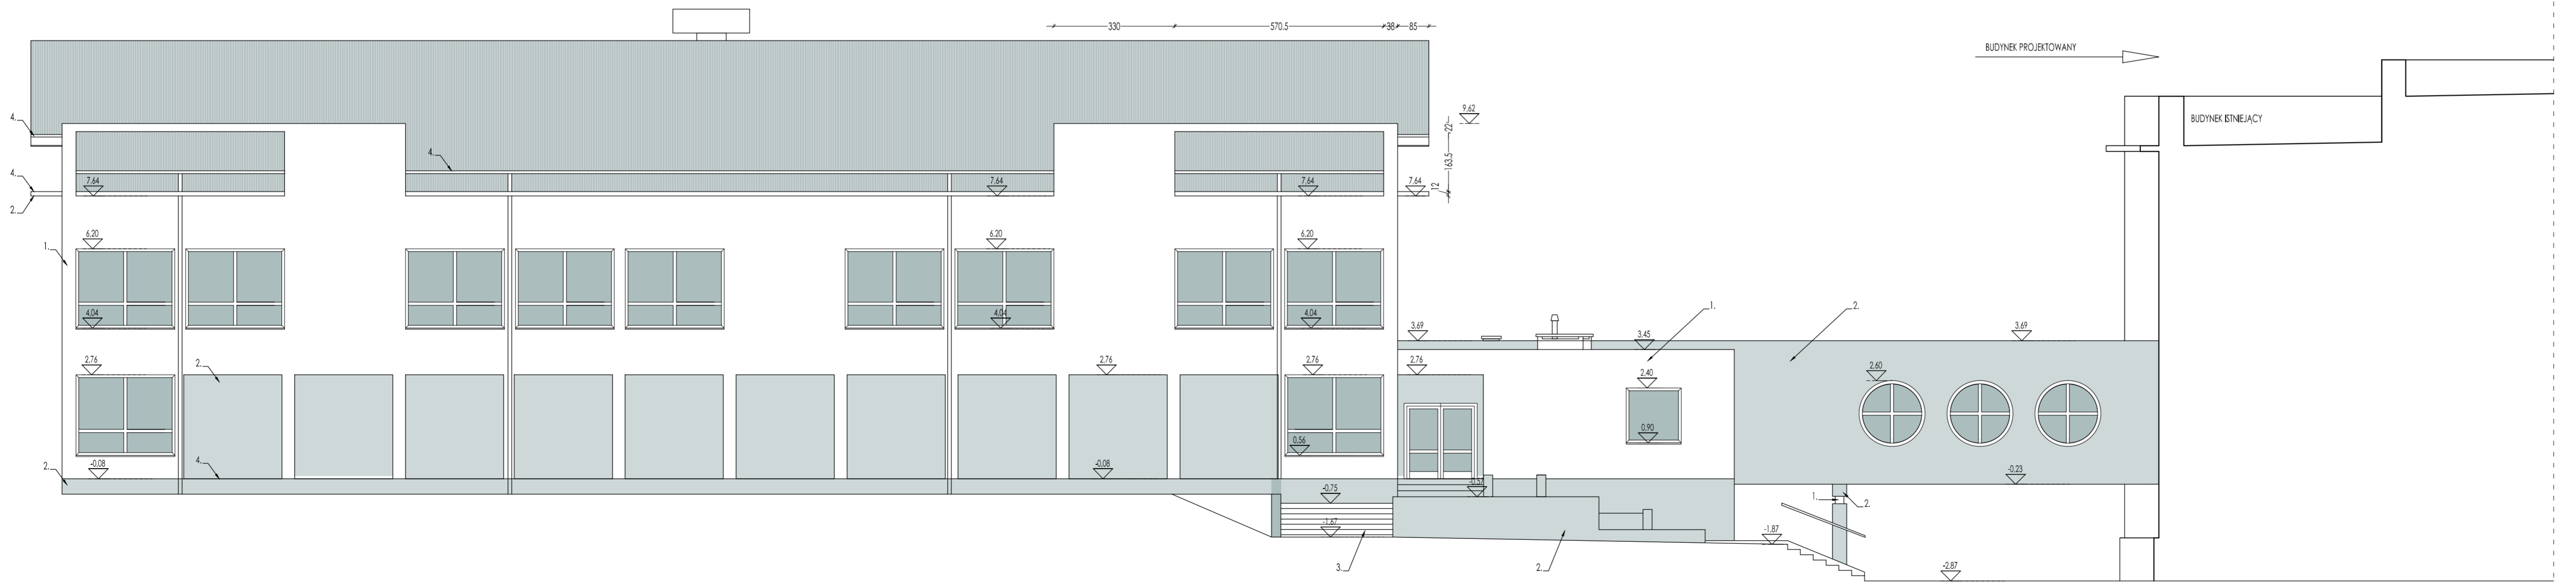 330 570.5 38 85
BUDYNEK PROJEKTOWANY
4.
9.62
BUDYNEK ISTNIEJĄCY
22
4.
163.5
4.
7,64 7,64 7,64 7,64
12
2.
6.20 6.20 6.20
1.
1. 2.
4,04 4,04 4,04
3,69 3.45 3,69
2.76 2. 2.76 2.76 2.76
2.40 2.60
0,56 0,90
2. -0,08 4. -0,08 -0,23
-0,57
-0,75
1. 2.
-1,67 -1,87
3. 2.
-2,87